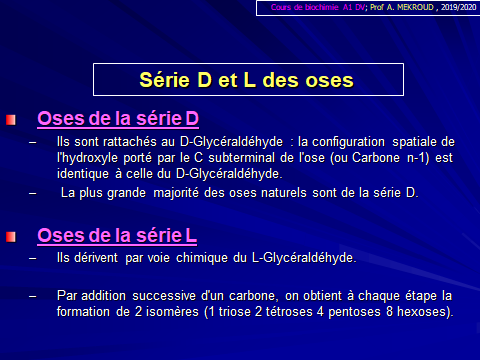 Cours de biochimie A1 DV; Prof A. MEKROUD , 2019/2020
Série D et L des oses
Oses de la série D
– Ils sont rattachés au D-Glycéraldéhyde : la configuration spatiale de
l'hydroxyle porté par le C subterminal de l'ose (ou Carbone n-1) est
identique à celle du D-Glycéraldéhyde.
– La plus grande majorité des oses naturels sont de la série D.
Oses de la série L
– Ils dérivent par voie chimique du L-Glycéraldéhyde.
– Par addition successive d'un carbone, on obtient à chaque étape la
formation de 2 isomères (1 triose 2 tétroses 4 pentoses 8 hexoses).